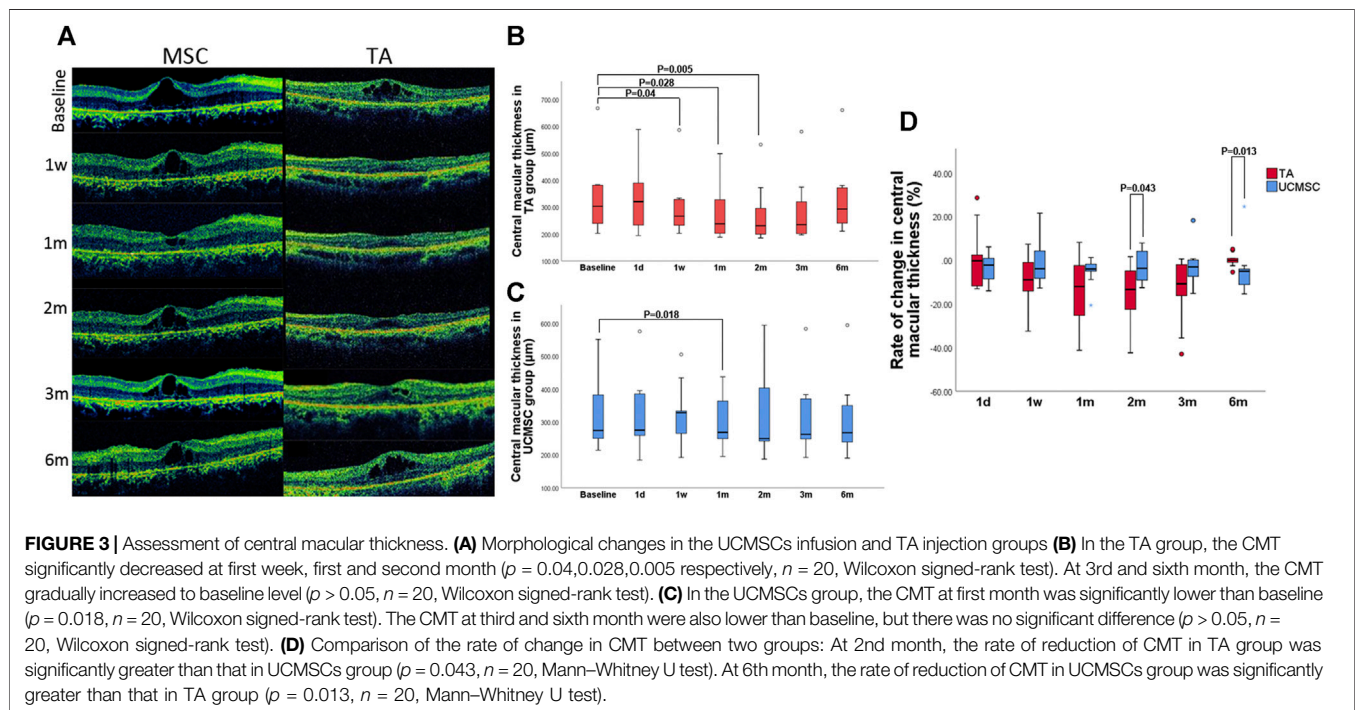 A
MSC
TA
Baseline
1w
1m
2m
3m
6m
B
Central macular thickmess in
TA group (µm)
700.00
600.00
500.00
400.00
300.00
200.00
100.00
P=0.005
P=0.028
P=0.04
Baseline 1d 1w 1m 2m 3m 6m
C
Central macular thickness in
UCMSC group (µm)
600.00
500.00
400.00
300.00
200.00
100.00
P=0.018
Baseline 1d 1w 1m 2m 3m 6m
D
Rate of change in central
macular thickness (%)
40.00
20.00
.00
-20.00
-40.00
-60.00
P=0.043
P=0.013
TA
UCMSC
1d 1w 1m 2m 3m 6m
FIGURE 3 | Assessment of central macular thickness. (A) Morphological changes in the UCMSCs infusion and TA injection groups (B) In the TA group, the CMT
significantly decreased at first week, first and second month (p = 0.04,0.028,0.005 respectively, n = 20, Wilcoxon signed-rank test). At 3rd and sixth month, the CMT
gradually increased to baseline level (p > 0.05, n = 20, Wilcoxon signed-rank test). (C) In the UCMSCs group, the CMT at first month was significantly lower than baseline
(p = 0.018, n = 20, Wilcoxon signed-rank test). The CMT at third and sixth month were also lower than baseline, but there was no significant difference (p > 0.05, n =
20, Wilcoxon signed-rank test). (D) Comparison of the rate of change in CMT between two groups: At 2nd month, the rate of reduction of CMT in TA group was
significantly greater than that in UCMSCs group (p = 0.043, n = 20, Mann–Whitney U test). At 6th month, the rate of reduction of CMT in UCMSCs group was significantly
greater than that in TA group (p = 0.013, n = 20, Mann–Whitney U test).